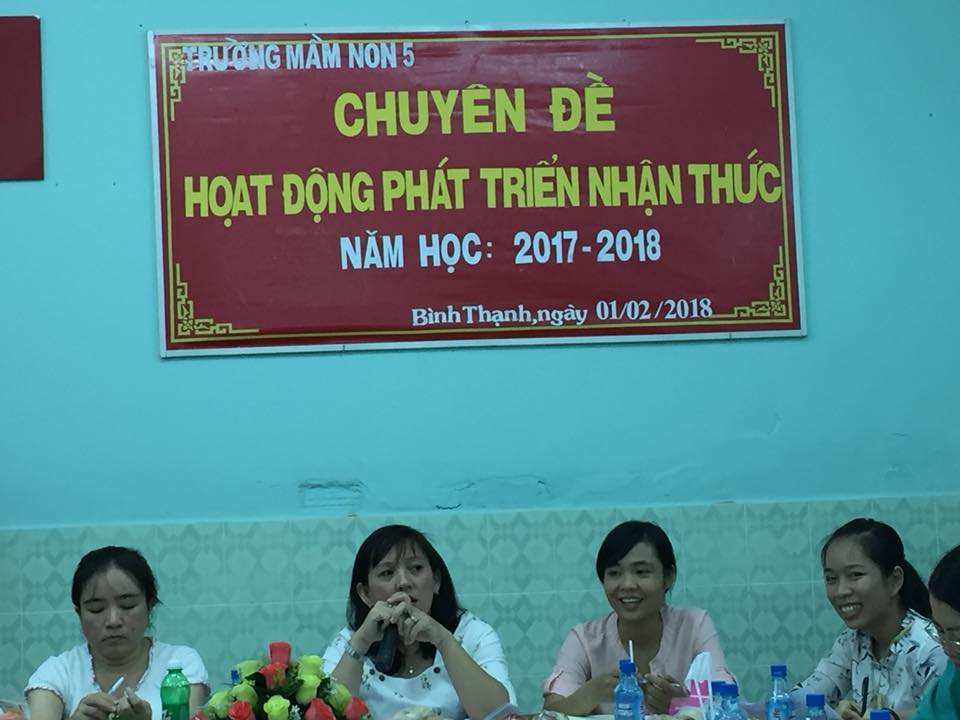 TRƯỜNG MẦM NON 5
CHUYÊN ĐỀ
HOẠT ĐỘNG PHÁT TRIỂN NHẬN THỨC
NĂM HỌC: 2017-2018
Bình Thạnh,ngày 01/02/2018